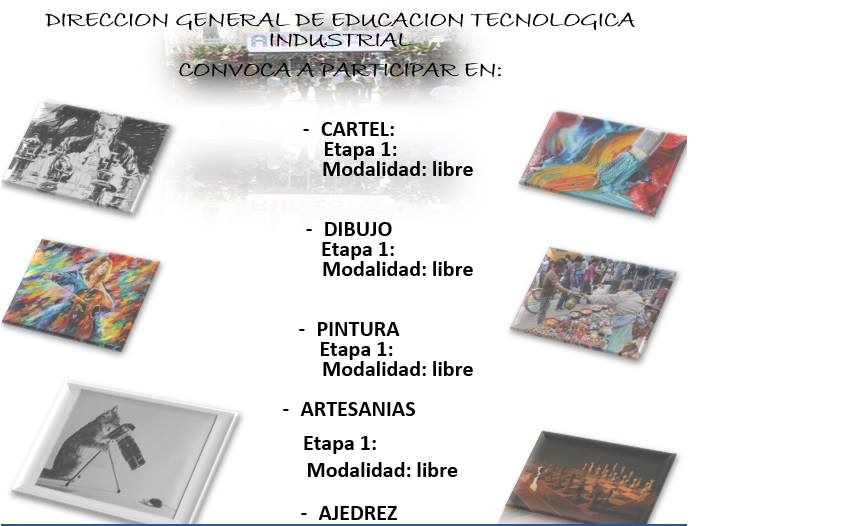 DIRECCION GENERAL DE EDUCACION TECNOLOGICA
INDUSTRIAL
CONVOCA A PARTICIPAR EN:
- CARTEL:
Etapa 1:
Modalidad: libre
- DIBUJO
Etapa 1:
Modalidad: libre
- PINTURA
Etapa 1:
Modalidad: libre
- ARTESANIAS
Etapa 1:
Modalidad: libre
- AJEDREZ